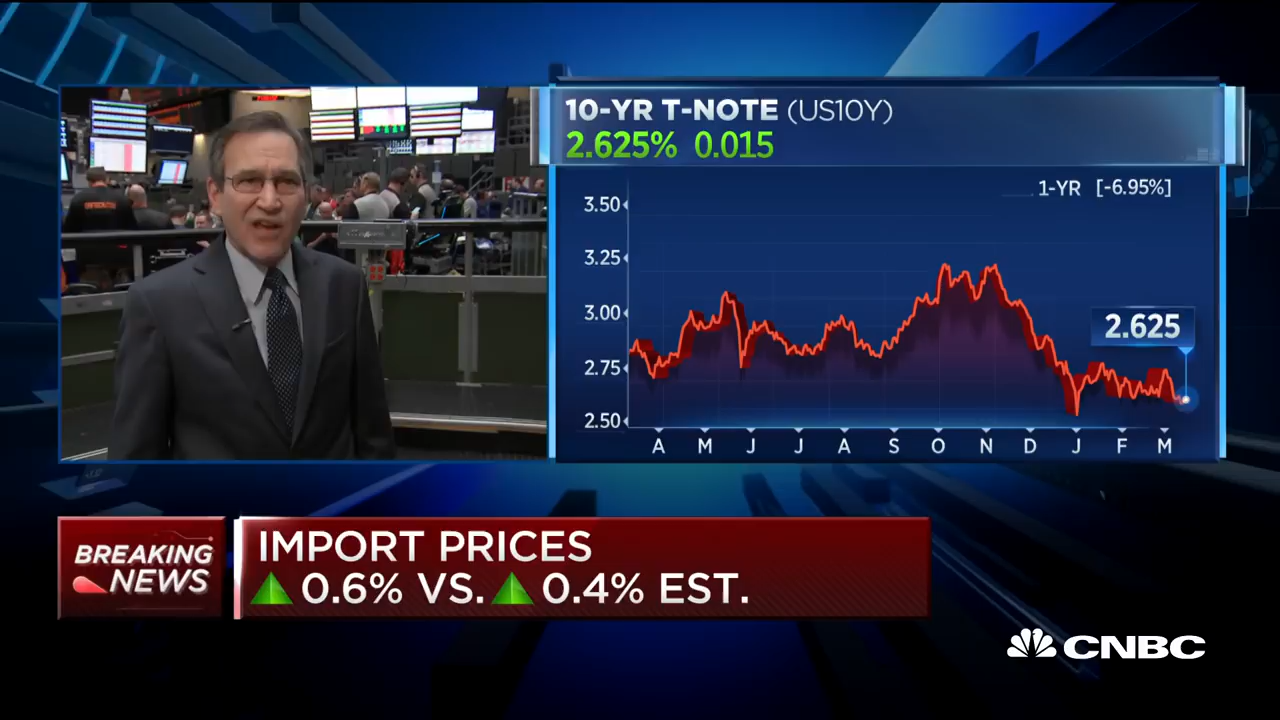 10-YR T-NOTE (US10Y)
2.625% 0.015
1-YR [-6.95%]
3.50
3.25
3.00
2.75
2.50
2.625
A M J J A S O N D J F M
BREAKING
NEWS
IMPORT PRICES
0.6% VS. 0.4% EST.
CNBC